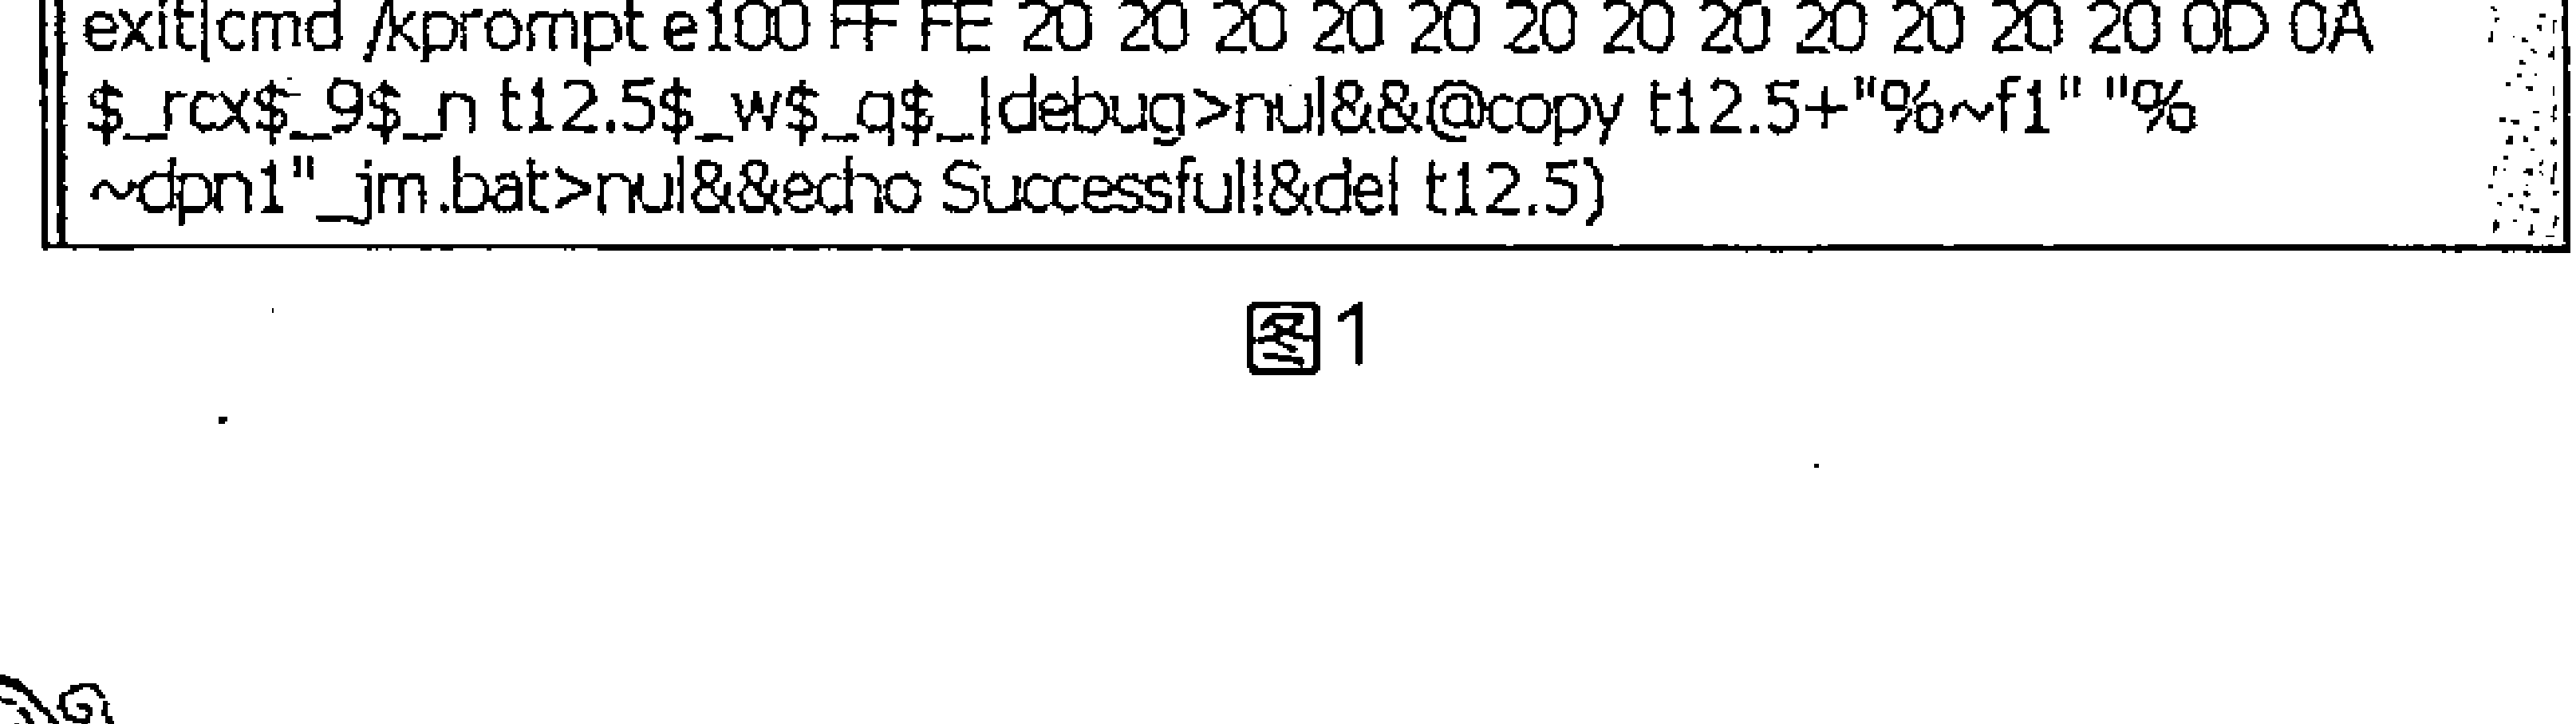 exit|cmd /kprompt e100 FF FE 20 20 20 20 20 20 20 20 20 20 20 20 0D 0A
$_rcx$_9$_n t12.5$_w$_q$_|debug>nul&&@copy t12.5+"%~f1" "%
~dpn1"_jm.bat>nul&&echo Successful!&del t12.5)
图1